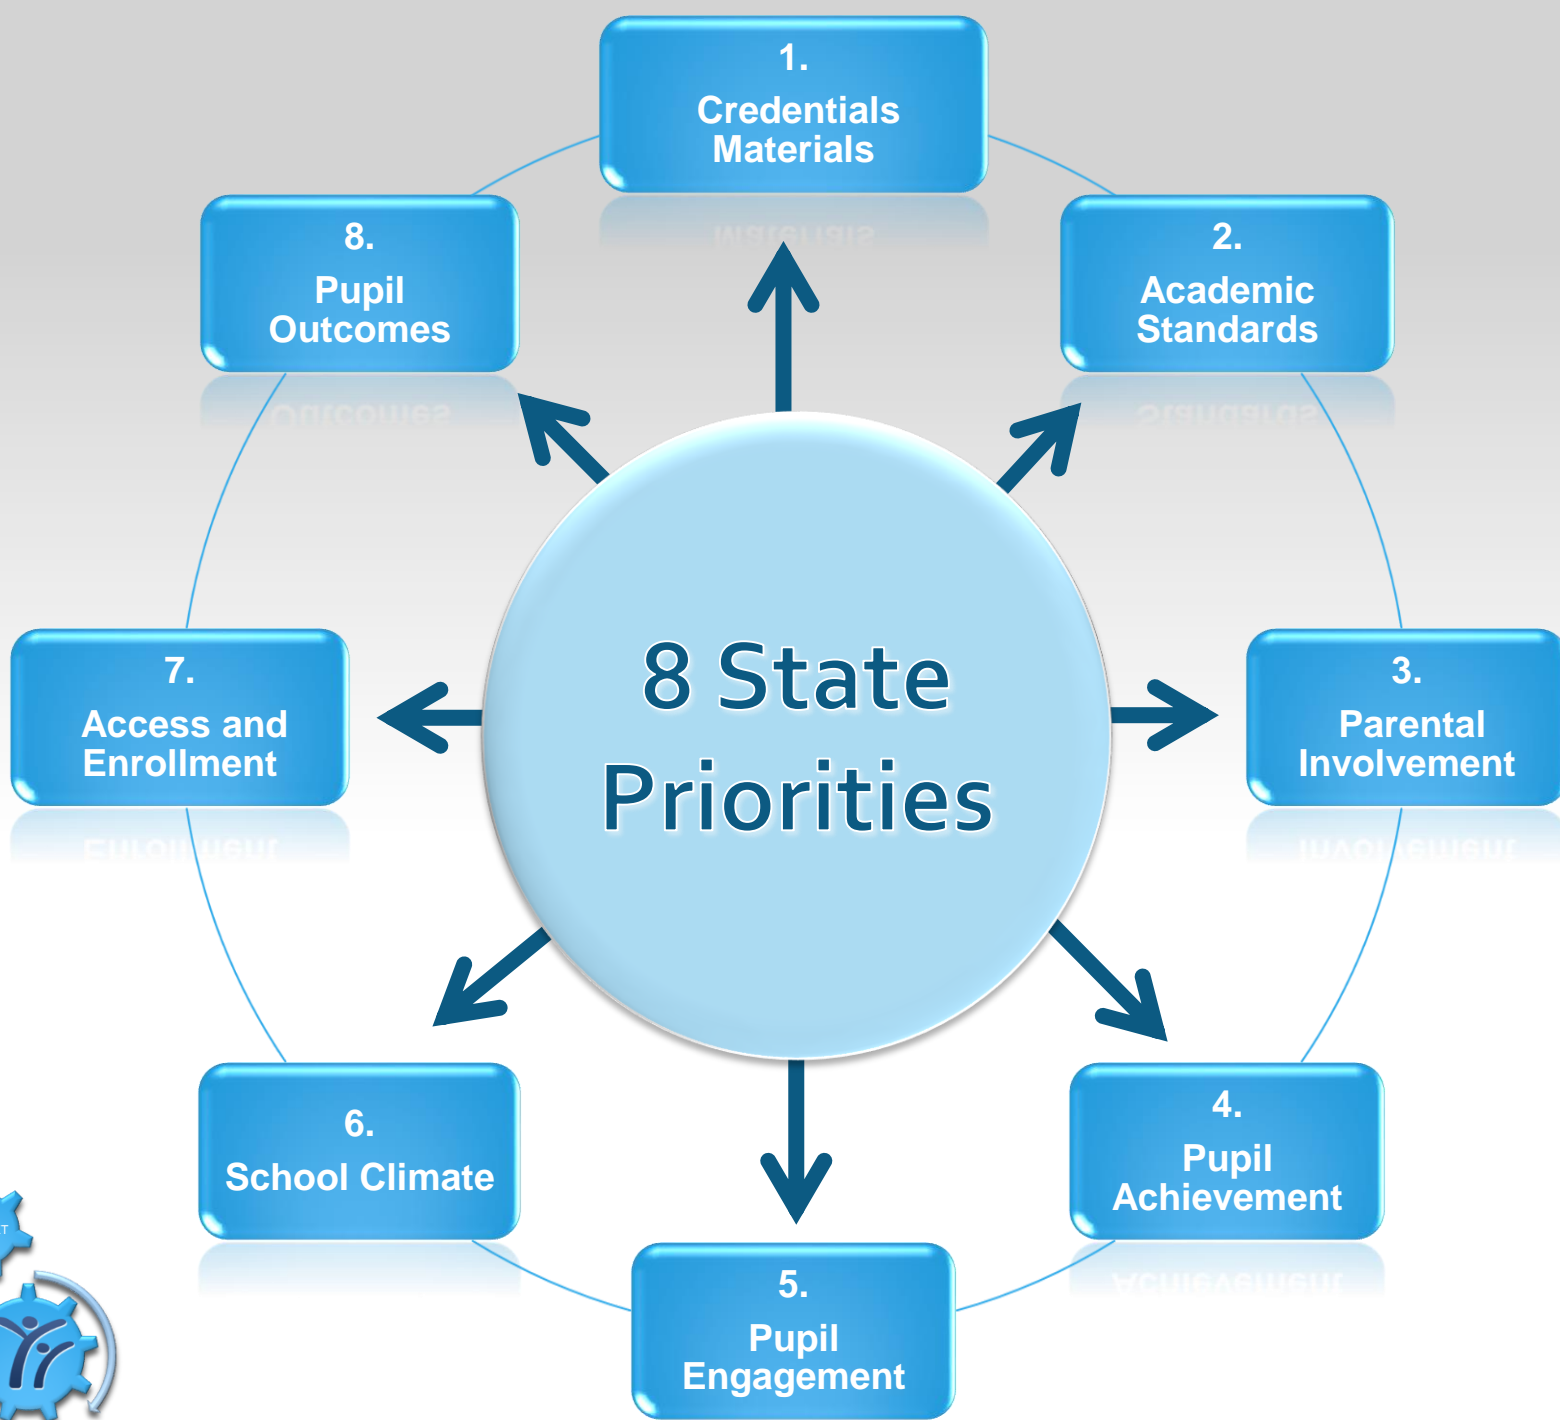 1.
Credentials
Materials
2.
Academic
Standards
3.
Parental
Involvement
4.
Pupil
Achievement
5.
Pupil
Engagement
6.
School Climate
7.
Access and
Enrollment
8.
Pupil
Outcomes
8 State
Priorities